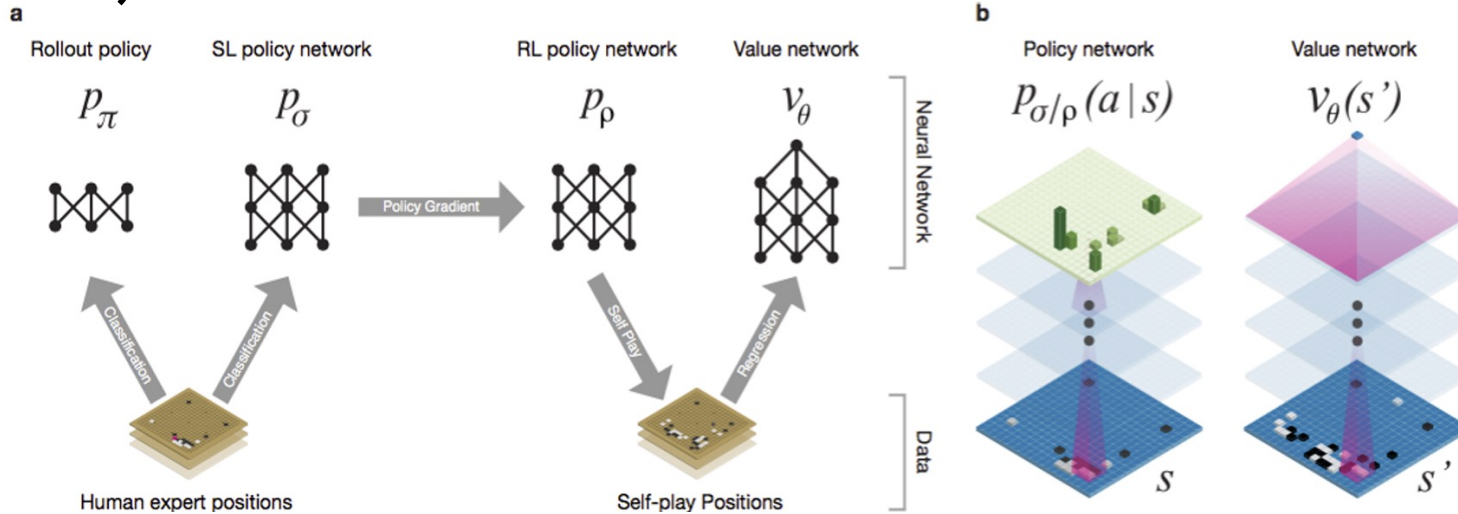 a
Rollout policy
SL policy network
RL policy network
Value network
pπ
pσ
pρ
vθ
Policy Gradient
Neural Network
Classification
Classification
Self Play
Regression
Data
Human expert positions
Self-play Positions
b
Policy network
Value network
pσ/ρ (a|s)
vθ(s’)
s
s’